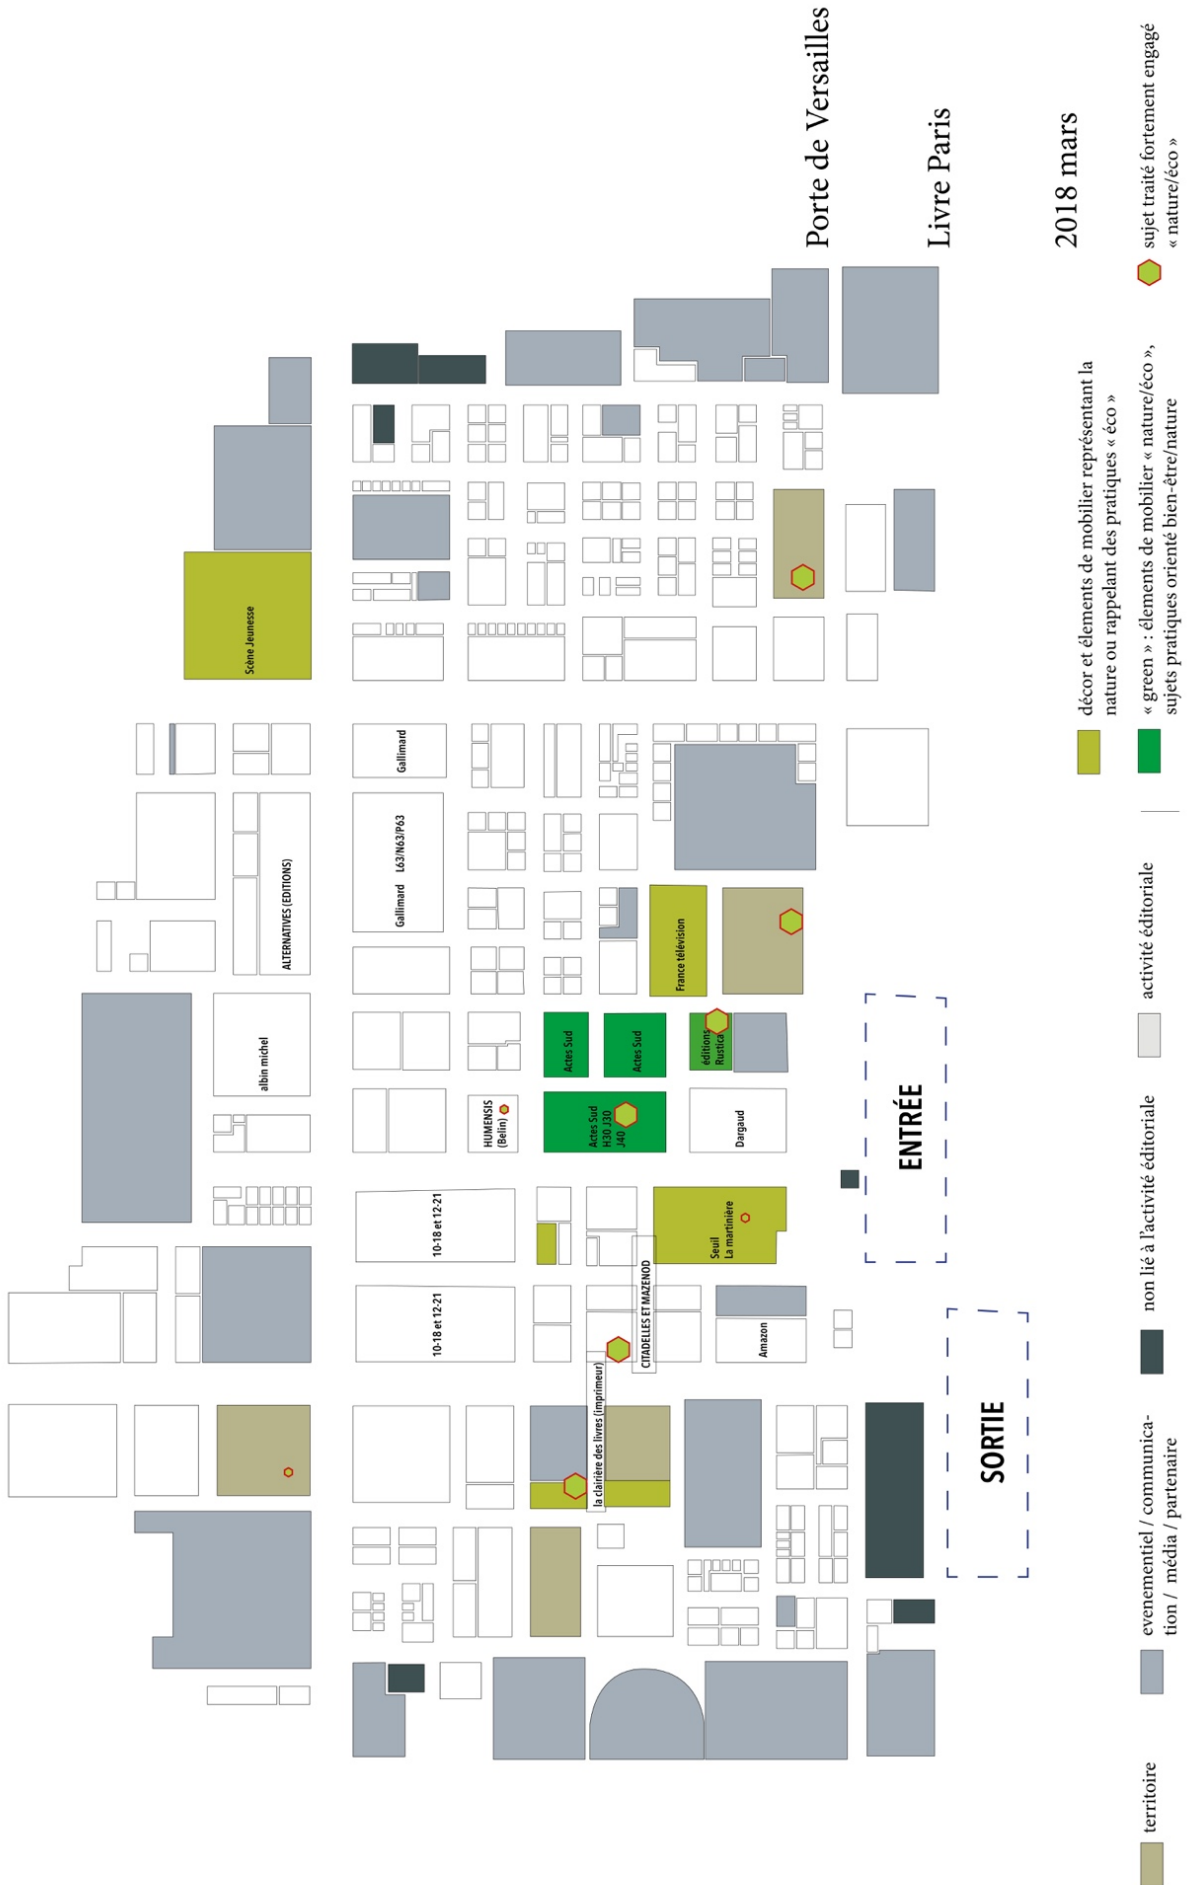 Porte de Versailles
Livre Paris
2018 mars
Scène Jeunesse
Gallimard
Gallimard L63/N63/P63
ALTERNATIVES (EDITIONS)
albin michel
France télévision
Actes Sud
Actes Sud
éditions
Rustica
HUMENSIS
(Belin)
Actes Sud
H30 J30
J40
Dargaud
10-18 et 12-21
Seuil
La martinière
10-18 et 12-21
CITADELLES ET MAZENOD
Amazon
la clairière des livres (imprimeur)
ENTRÉE
SORTIE
décor et élements de mobilier représentant la
nature ou rappelant des pratiques « éco »
territoire
evenementiel / communica-
tion / média / partenaire
non lié à l’activité éditoriale
activité éditoriale
« green » : élements de mobilier « nature/éco »,
sujets pratiques orienté bien-être/nature
sujet traité fortement engagé
« nature/éco »